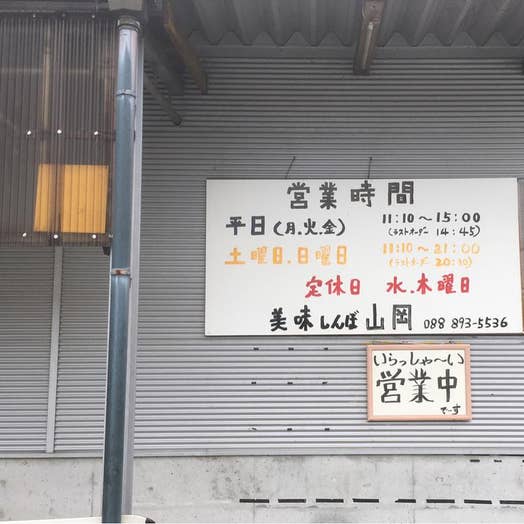 営業時間
平日(月.火.金) 11:10〜15:00
(ラストオーダー 14:45)
土曜日.日曜日 11:10〜21:00
(ラストオーダー 20:30)
定休日 水.木曜日
美味しんぼ 山岡 088 893-5536
いらっしゃ〜い
営業中
で〜す